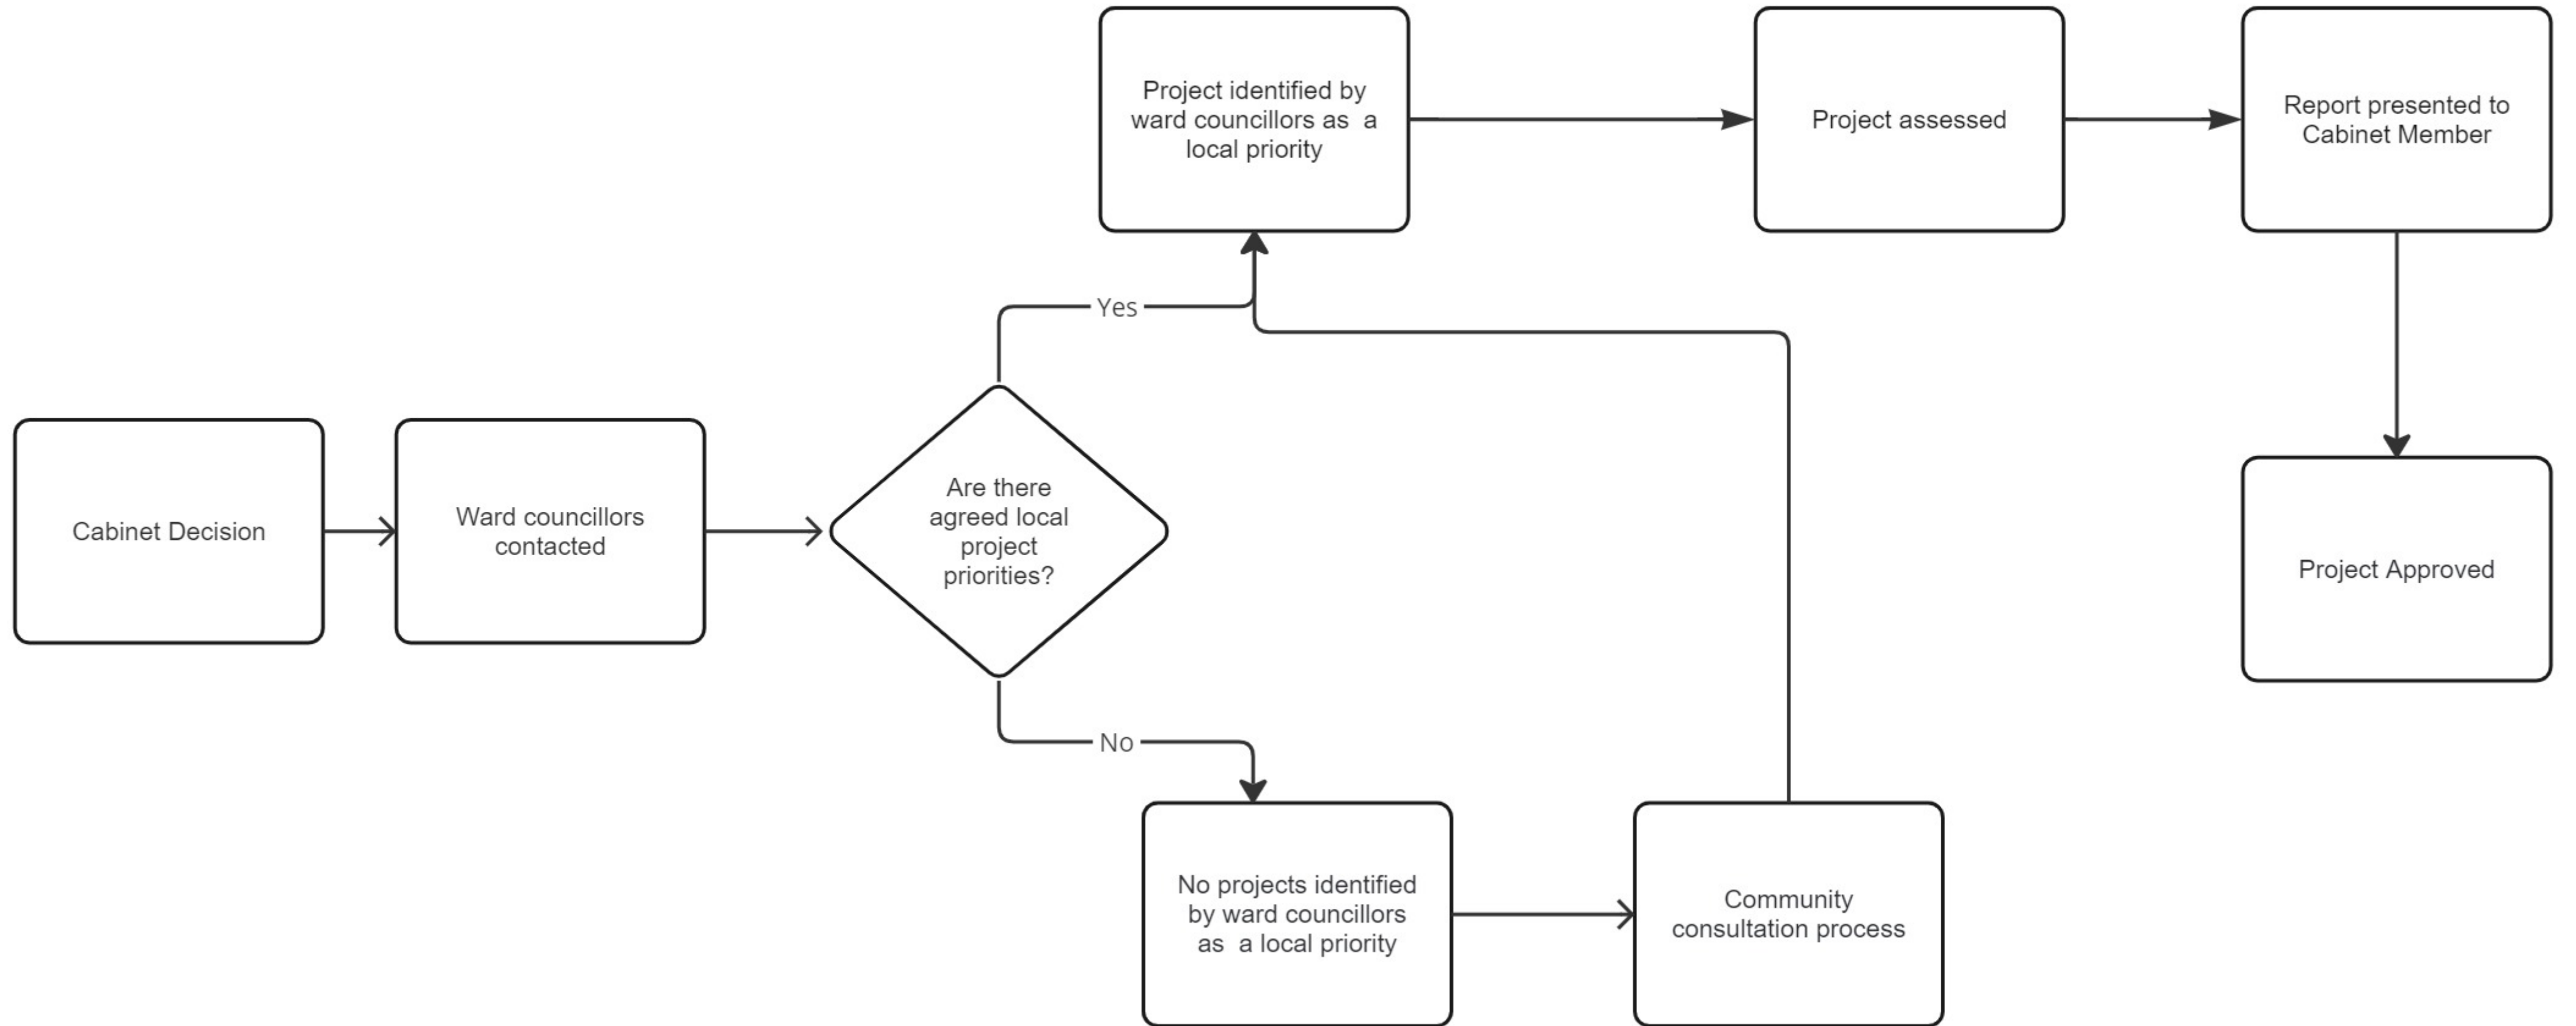 Project identified by
ward councillors as  a
local priority
Project assessed
Report presented to
Cabinet Member
Yes
Cabinet Decision
Ward councillors
contacted
Are there
agreed local
project
priorities?
Project Approved
No
No projects identified
by ward councillors
as  a local priority
Community
consultation process